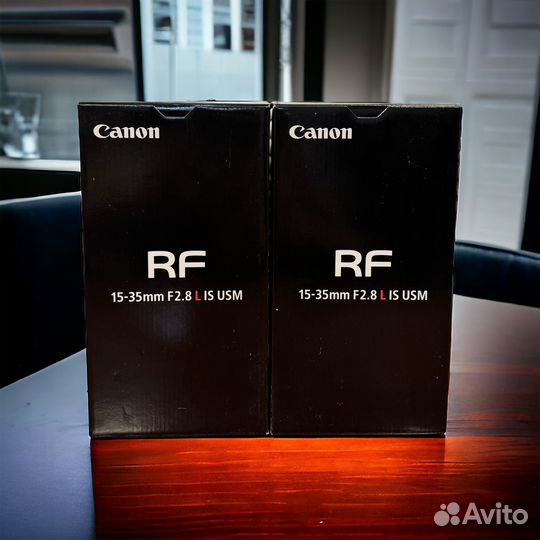 Canon
RF
15-35mm F2.8 L IS USM
Canon
RF
15-35mm F2.8 L IS USM
Avito